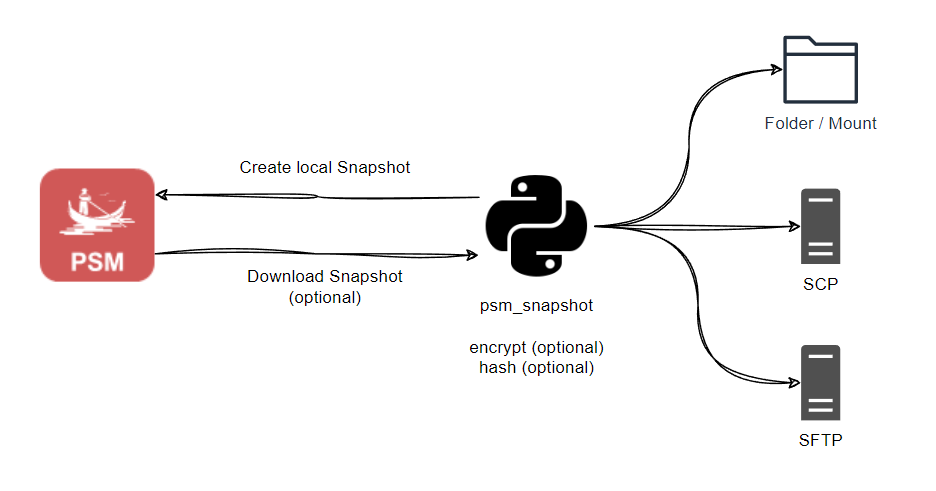 Folder / Mount
Create local Snapshot
PSM
Download Snapshot
(optional)
SCP
psm_snapshot
encrypt (optional)
hash (optional)
SFTP